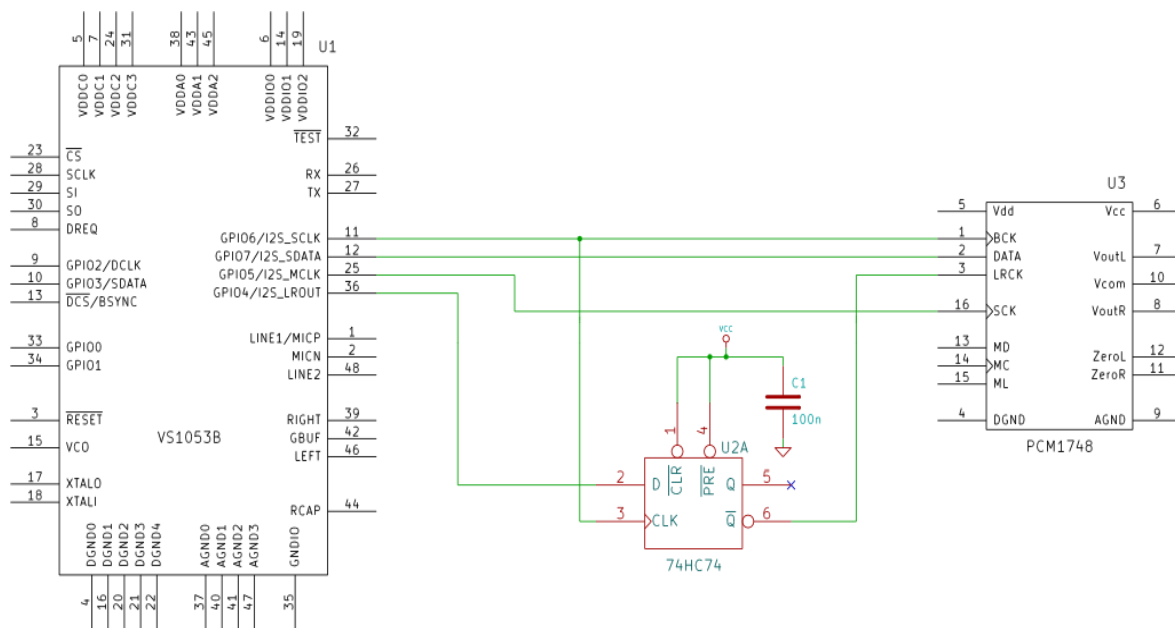 U1
5
7
24
31
38
43
45
6
14
19
VDDC0
VDDC1
VDDC2
VDDC3
VDDA0
VDDA1
VDDA2
VDDIO0
VDDIO1
VDDIO2
TEST 32
23 CS
28 SCLK
29 SI
30 SO
8 DREQ
RX 26
TX 27
9 GPIO2/DCLK
10 GPIO3/SDATA
13 DCS/BSYNC
GPIO6/I2S_SCLK 11
GPIO7/I2S_SDATA 12
GPIO5/I2S_MCLK 25
GPIO4/I2S_LROUT 36
33 GPIO0
34 GPIO1
LINE1/MICP 1
MICN 2
LINE2 48
3 RESET
15 VCO
VS1053B
RIGHT 39
GBUF 42
LEFT 46
17 XTALO
18 XTALI
RCAP 44
DGND0
DGND1
DGND2
DGND3
DGND4
AGND0
AGND1
AGND2
AGND3
GNDIO
4
16
20
21
22
37
40
41
47
35
VCC
C1
100n
1
4
U2A
2 D CLR PRE Q 5
3 CLK Q 6
74HC74
U3
5 Vdd Vcc 6
1 BCK
2 DATA VoutL 7
3 LRCK Vcom 10
16 SCK VoutR 8
13 MD ZeroL 12
14 MC ZeroR 11
15 ML
4 DGND AGND 9
PCM1748